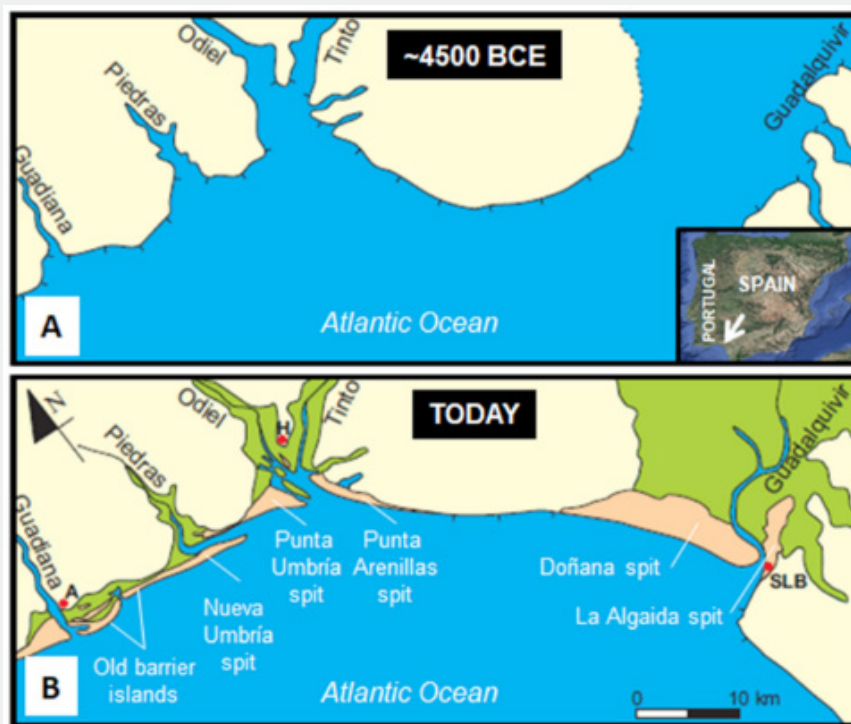 ~4500 BCE
Odiel
Tinto
Piedras
Guadiana
Guadalquivir
PORTUGAL
SPAIN
Atlantic Ocean
A
N
TODAY
Odiel
Tinto
H
Piedras
Guadiana
Guadalquivir
A
Punta
Umbría
spit
Punta
Arenillas
spit
Doñana spit
SLB
La Algaida spit
Nueva
Umbría
spit
Old barrier
islands
Atlantic Ocean
B
0 10 km